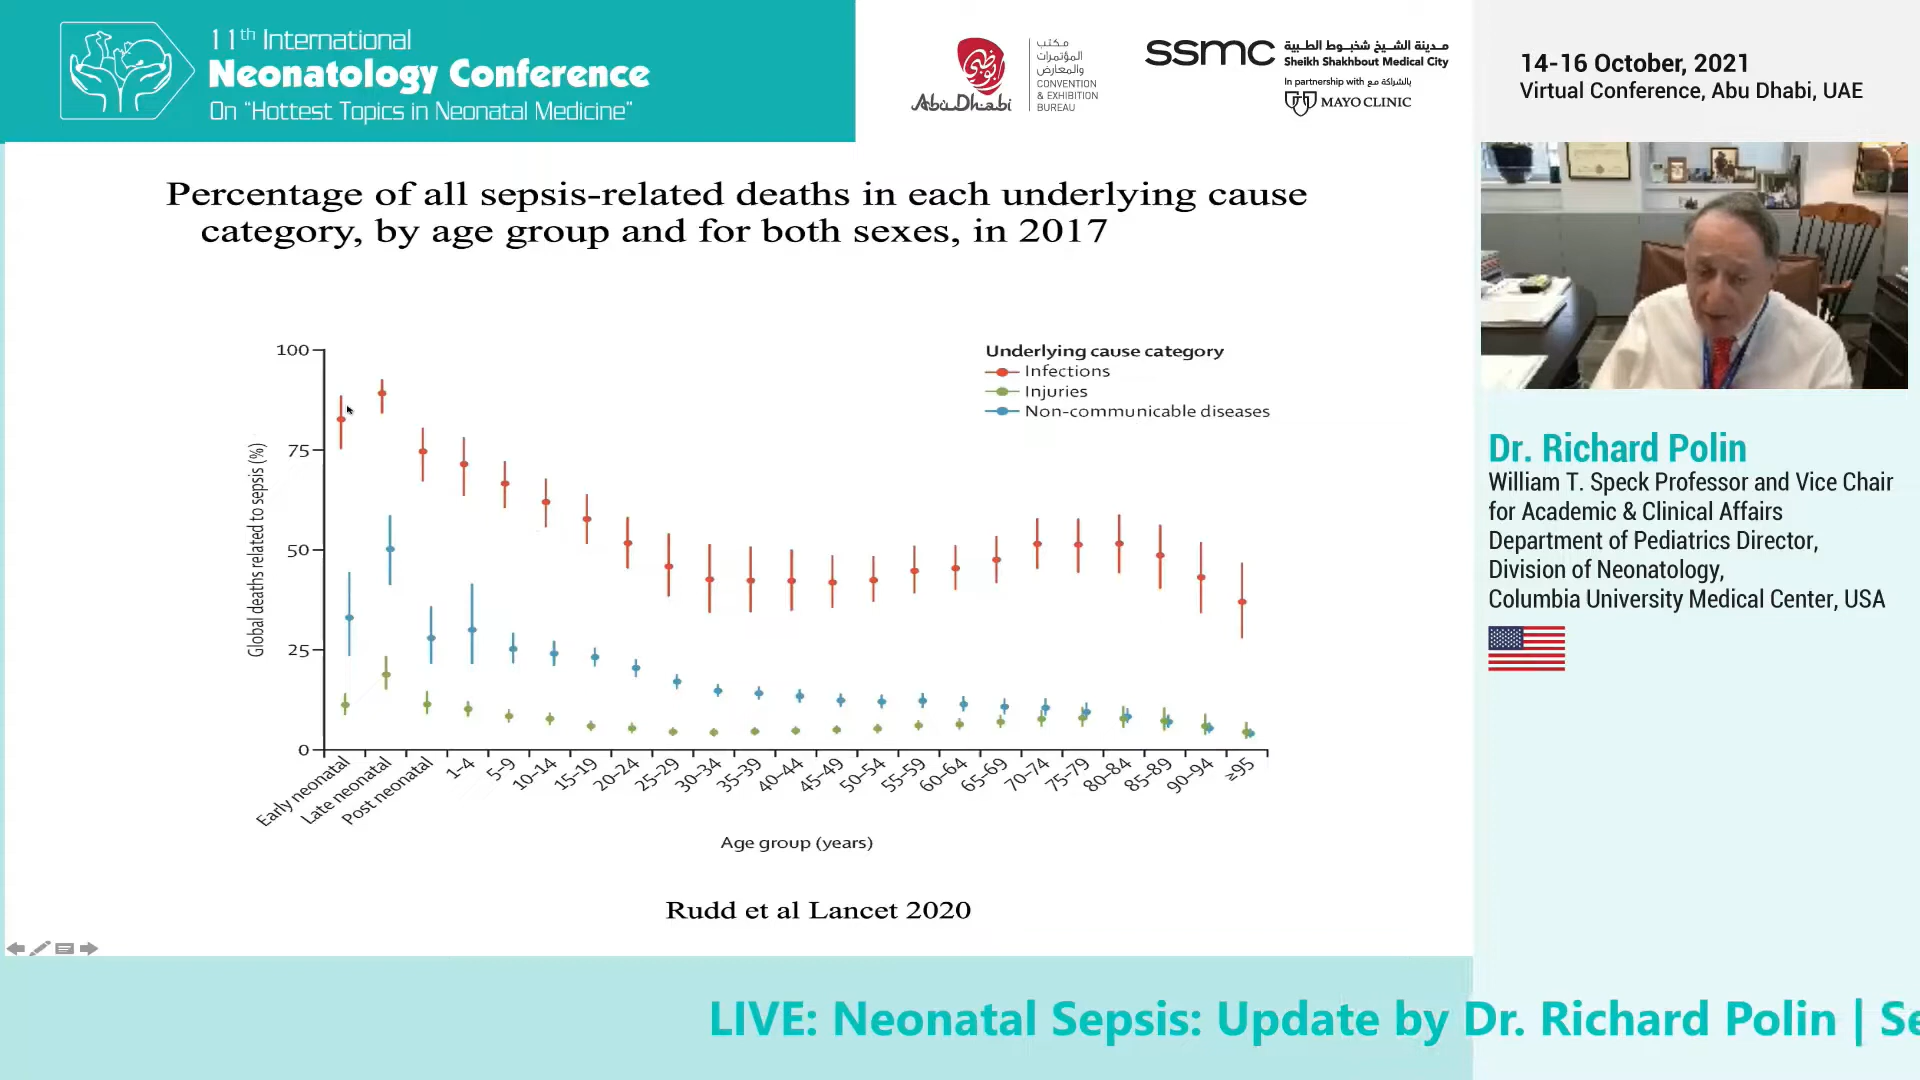 11th International
Neonatology Conference
On "Hottest Topics in Neonatal Medicine"
أبوظبي
Abu Dhabi
مكتب
المؤتمرات
والمعارض
CONVENTION
& EXHIBITION
BUREAU
ssmc
مدينة الشيخ شخبوط الطبية
Sheikh Shakhbout Medical City
In partnership with بالشراكة مع
MAYO CLINIC
14-16 October, 2021
Virtual Conference, Abu Dhabi, UAE
Percentage of all sepsis-related deaths in each underlying cause
category, by age group and for both sexes, in 2017
Underlying cause category
Infections
Injuries
Non-communicable diseases
Global deaths related to sepsis (%)
100
75
50
25
0
Early neonatal
Late neonatal
Post neonatal
1–4
5–9
10–14
15–19
20–24
25–29
30–34
35–39
40–44
45–49
50–54
55–59
60–64
65–69
70–74
75–79
80–84
85–89
90–94
≥95
Age group (years)
Rudd et al Lancet 2020
Dr. Richard Polin
William T. Speck Professor and Vice Chair
for Academic & Clinical Affairs
Department of Pediatrics Director,
Division of Neonatology,
Columbia University Medical Center, USA
LIVE: Neonatal Sepsis: Update by Dr. Richard Polin | Se